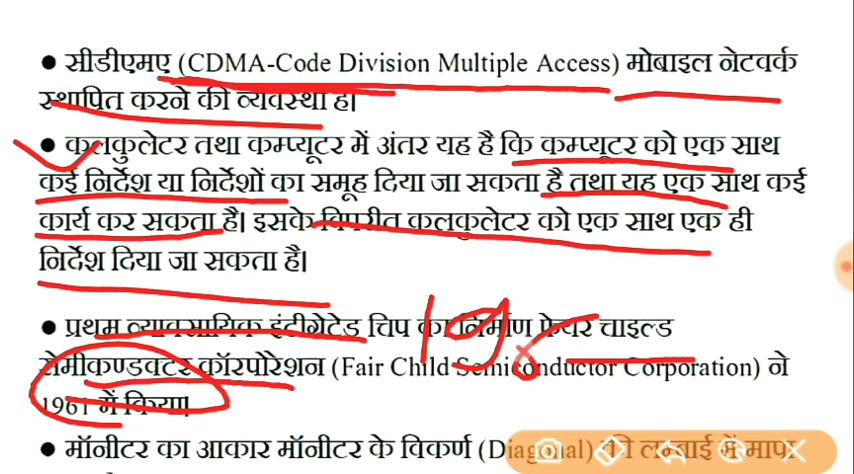 ● सीडीएमए (CDMA-Code Division Multiple Access) मोबाइल नेटवर्क
स्थापित करने की व्यवस्था है।
● कलकुलेटर तथा कम्प्यूटर में अंतर यह है कि कम्प्यूटर को एक साथ
कई निर्देश या निर्देशों का समूह दिया जा सकता है तथा यह एक साथ कई
कार्य कर सकता है। इसके विपरीत कलकुलेटर को एक साथ एक ही
निर्देश दिया जा सकता है।
● प्रथम व्यावसायिक इंटीग्रेटेड चिप का निर्माण फेयर चाइल्ड
सेमीकण्डक्टर कॉरपोरेशन (Fair Child Semiconductor Corporation) ने
1961 में किया।
19
● मॉनीटर का आकार मॉनीटर के विकर्ण (Diagonal) की लम्बाई में मापा